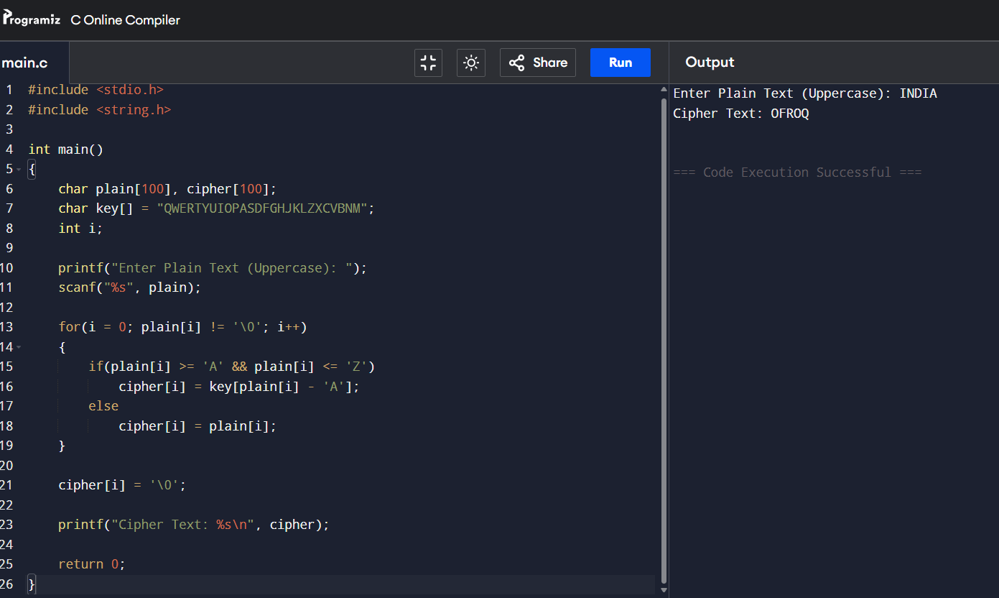 Programiz C Online Compiler
main.c
Share
Run
Output
1 #include <stdio.h>
2 #include <string.h>
3
4 int main()
5 {
6     char plain[100], cipher[100];
7     char key[] = "QWERTYUIOPASDFGHJKLZXCVBNM";
8     int i;
9
10     printf("Enter Plain Text (Uppercase): ");
11     scanf("%s", plain);
12
13     for(i = 0; plain[i] != '\0'; i++)
14     {
15         if(plain[i] >= 'A' && plain[i] <= 'Z')
16             cipher[i] = key[plain[i] - 'A'];
17         else
18             cipher[i] = plain[i];
19     }
20
21     cipher[i] = '\0';
22
23     printf("Cipher Text: %s\n", cipher);
24
25     return 0;
26 }
Enter Plain Text (Uppercase): INDIA
Cipher Text: OFROQ
=== Code Execution Successful ===